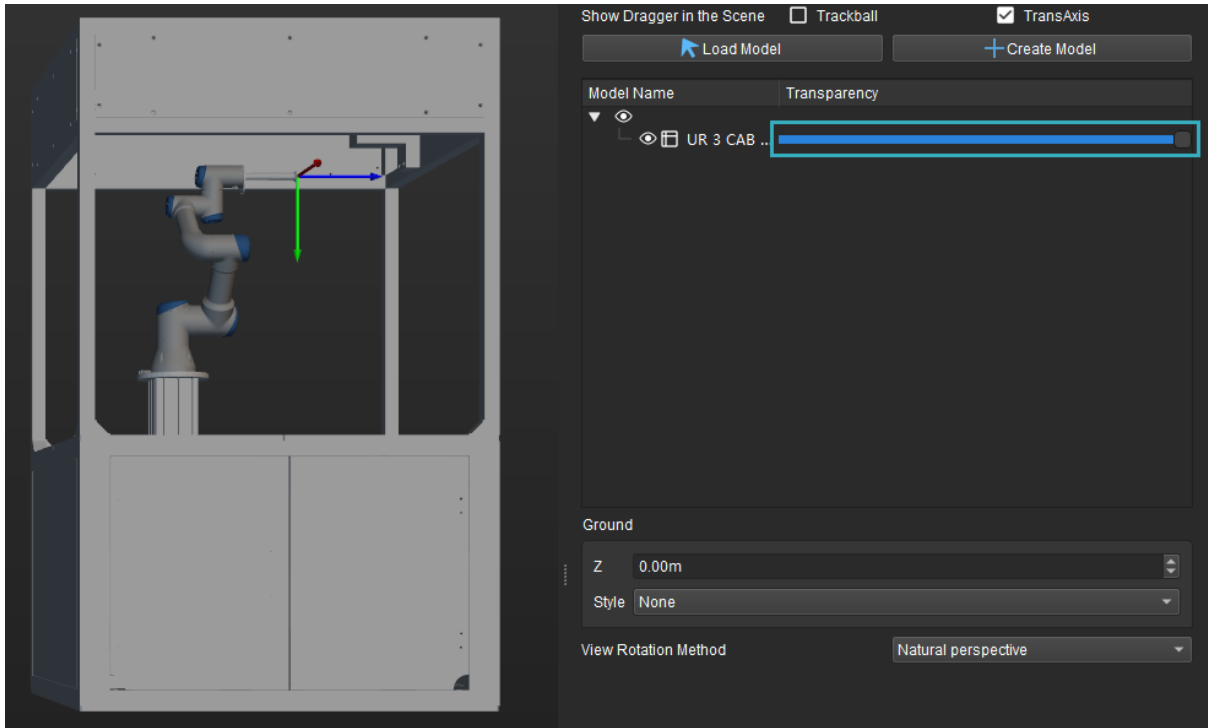 Show Dragger in the Scene Trackball TransAxis
Load Model Create Model
Model Name Transparency
UR 3 CAB ...
Ground
Z 0.00m
Style None
View Rotation Method Natural perspective